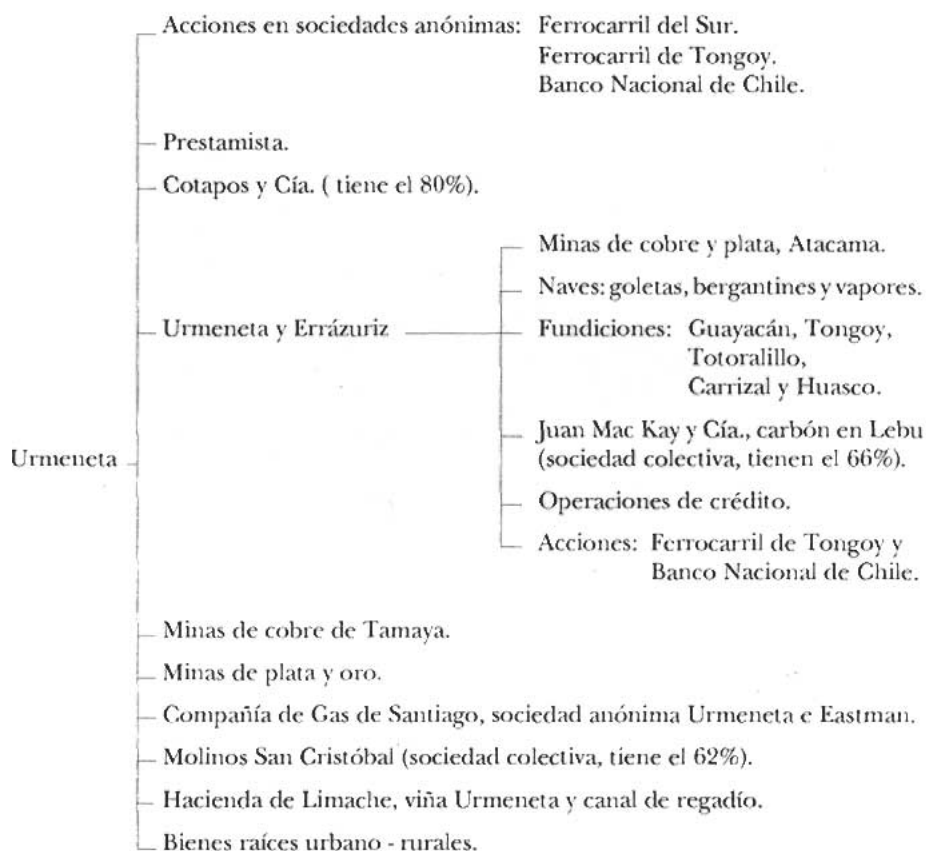 Acciones en sociedades anónimas: Ferrocarril del Sur.
Ferrocarril de Tongoy.
Banco Nacional de Chile.
Prestamista.
Cotapos y Cía. ( tiene el 80%).
Urmeneta y Errázuriz
Minas de cobre y plata, Atacama.
Naves: goletas, bergantines y vapores.
Fundiciones: Guayacán, Tongoy,
Totoralillo,
Carrizal y Huasco.
Juan Mac Kay y Cía., carbón en Lebu
(sociedad colectiva, tienen el 66%).
Operaciones de crédito.
Acciones: Ferrocarril de Tongoy y
Banco Nacional de Chile.
Urmeneta
Minas de cobre de Tamaya.
Minas de plata y oro.
Compañía de Gas de Santiago, sociedad anónima Urmeneta e Eastman.
Molinos San Cristóbal (sociedad colectiva, tiene el 62%).
Hacienda de Limache, viña Urmeneta y canal de regadío.
Bienes raíces urbano - rurales.